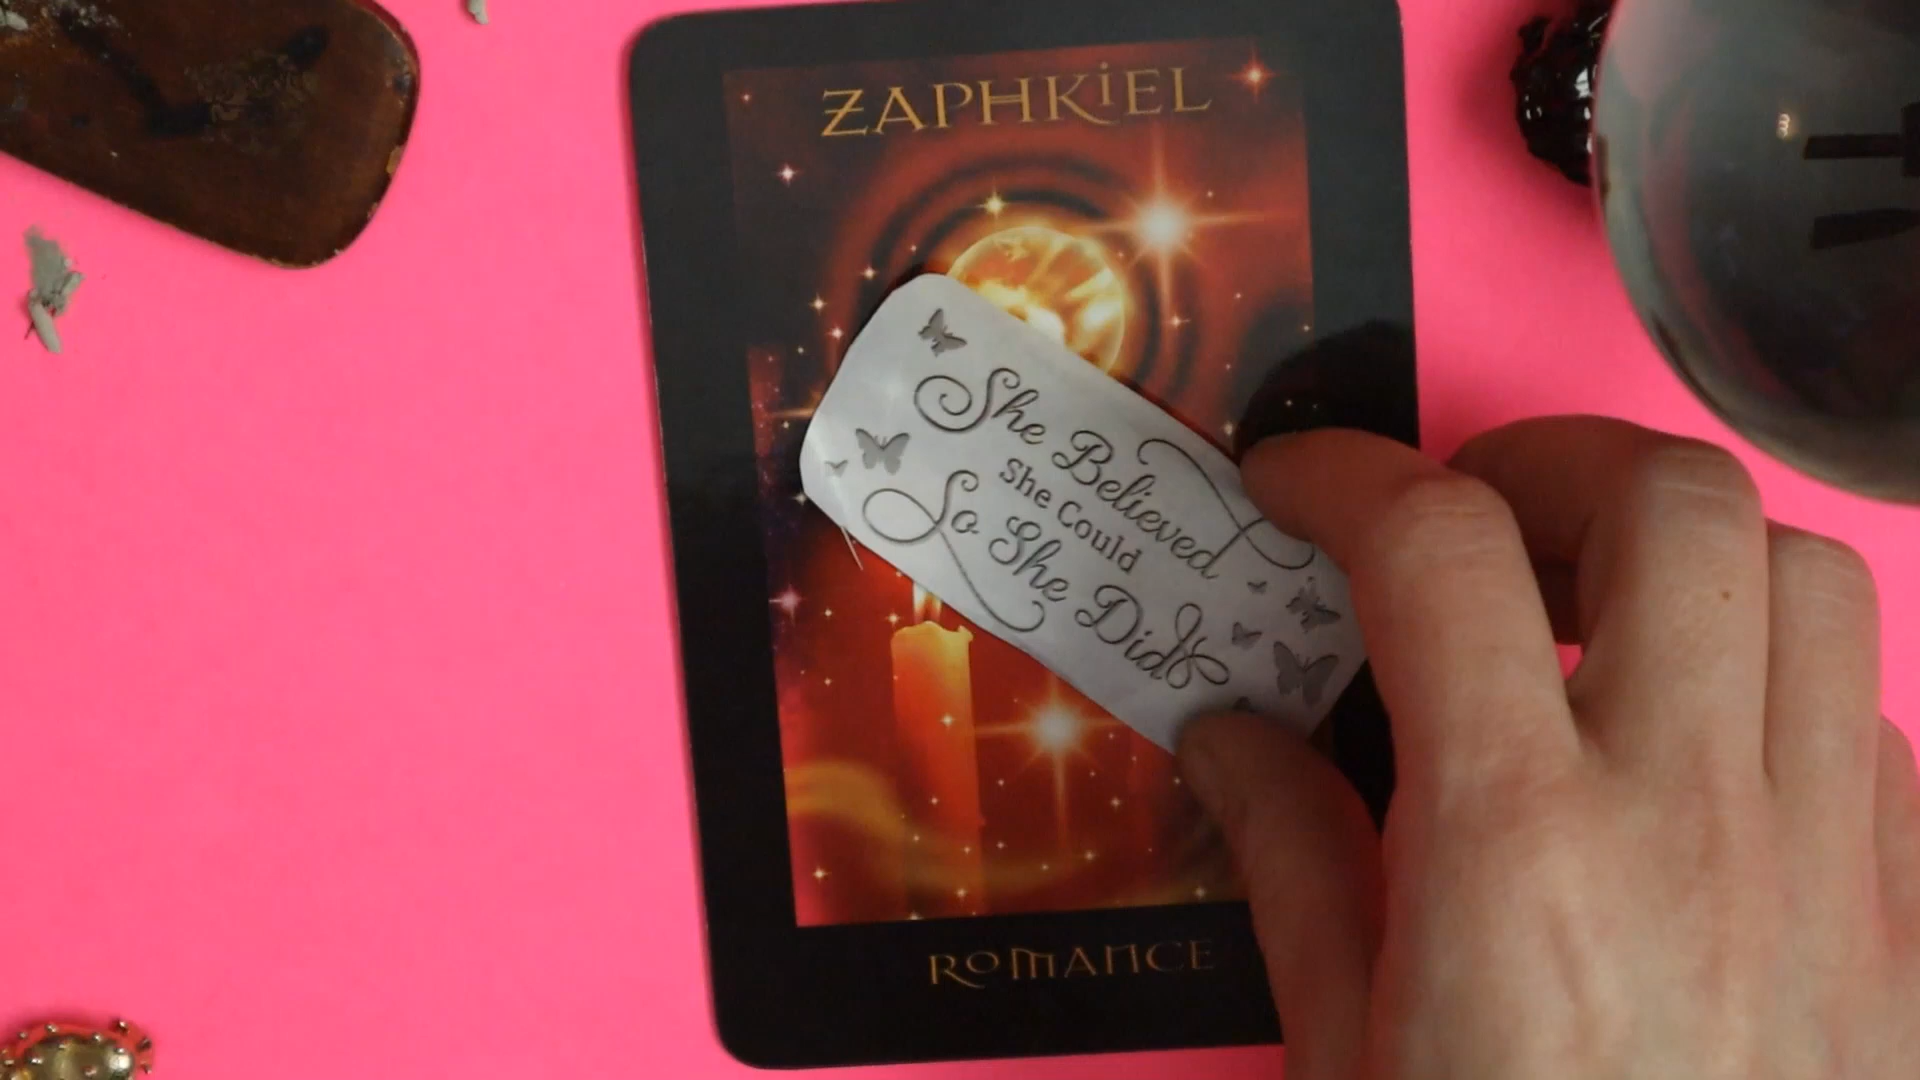 ZAPHKiEL
She Believed
She Could
So She Did
ROMANCE